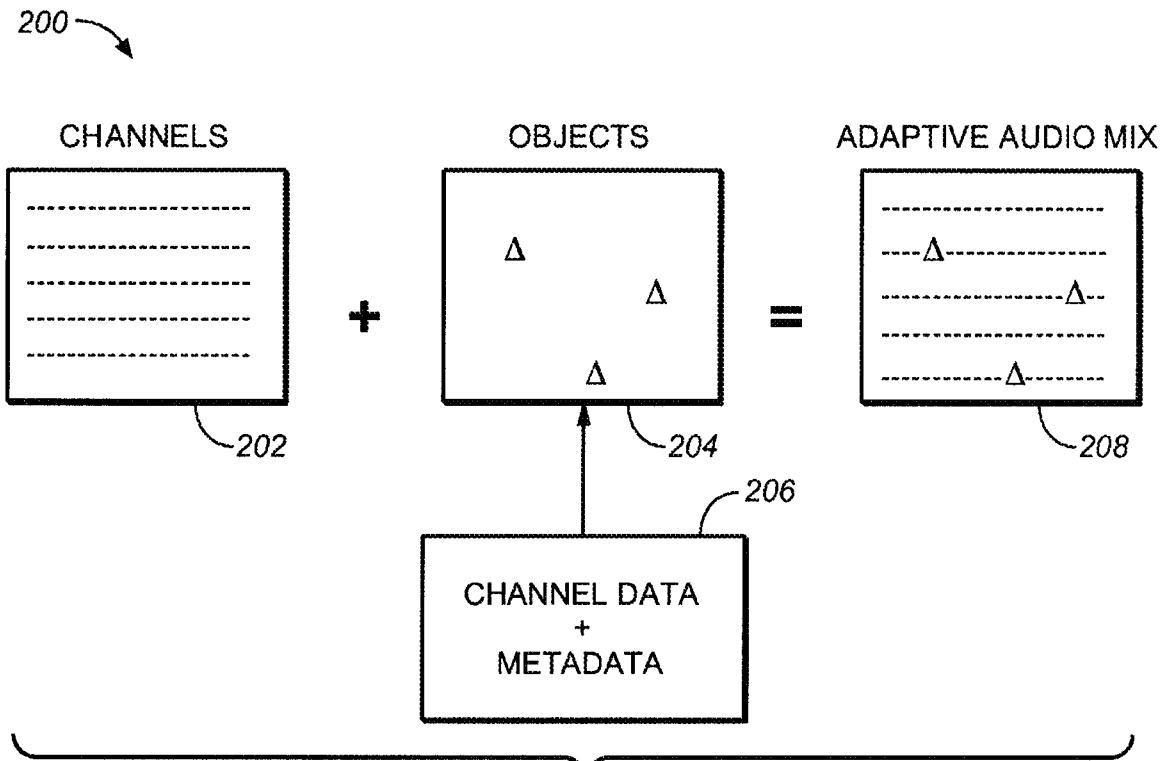 200
CHANNELS
OBJECTS
ADAPTIVE AUDIO MIX
Δ
Δ
Δ
+
=
Δ
Δ
Δ
202
204
208
206
CHANNEL DATA
+
METADATA